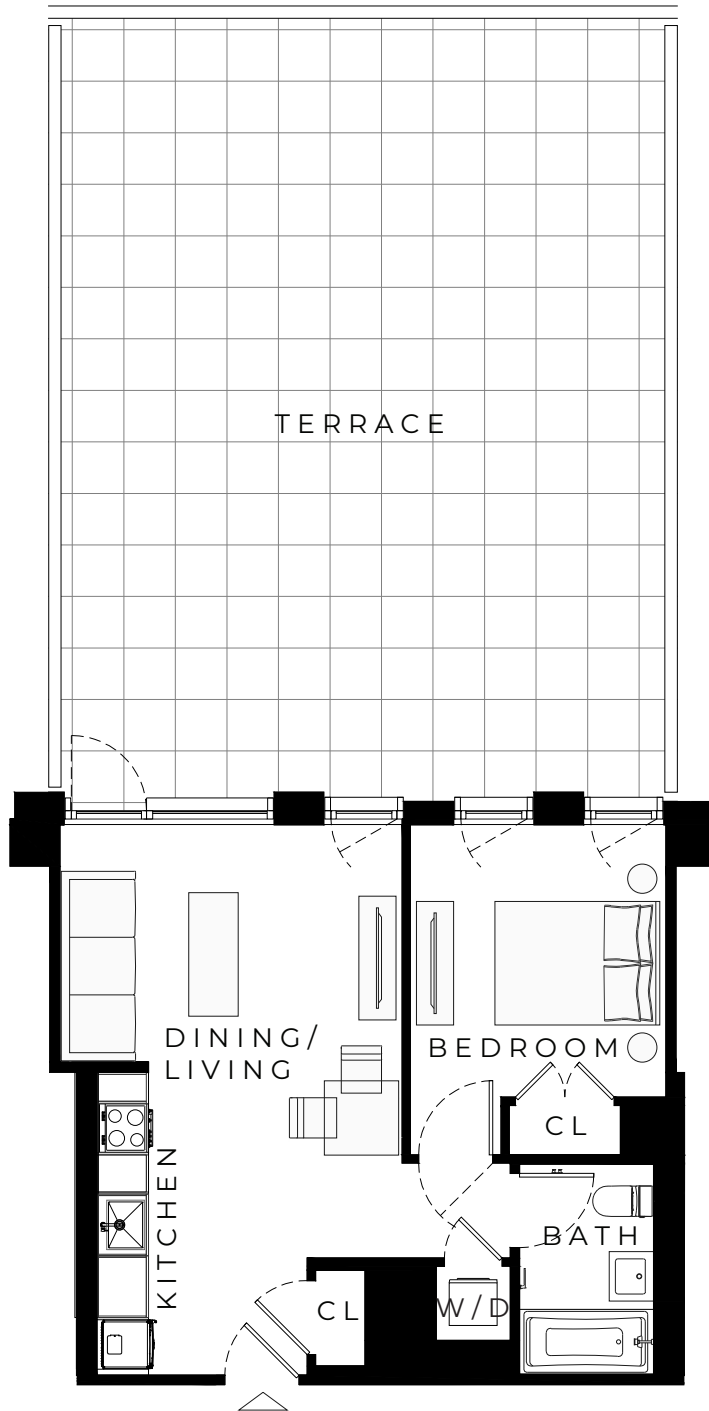 TERRACE
DINING/
LIVING
BEDROOM
CL
KITCHEN
BATH
CL
W/D